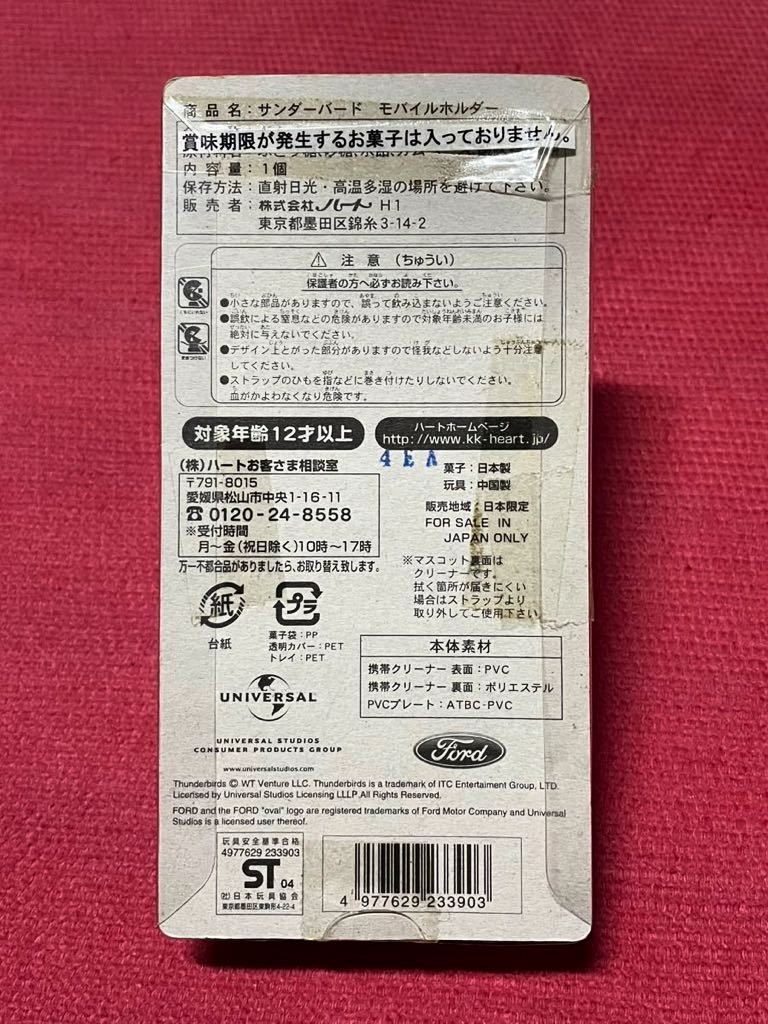 商品名：サンダーバード モバイルホルダー
賞味期限が発生するお菓子は入っておりません。
内容量：1個
保存方法：直射日光・高温多湿の場所を避けて下さい。
販売者：株式会社ハート H1
東京都墨田区錦糸3-14-2
⚠ 注意（ちゅうい）
保護者の方へ必ずお読み下さい。
●小さな部品がありますので、誤って飲み込まないようご注意ください。
●誤飲による窒息などの危険がありますので対象年齢未満のお子様には
絶対に与えないでください。
●デザイン上とがった部分がありますので怪我などしないよう十分注意
してください。
●ストラップのひもを指などに巻き付けたりしないでください。
血がかよわなくなり危険です。
対象年齢12才以上
ハートホームページ
http://www.kk-heart.jp/
4EA
(株)ハートお客さま相談室
〒791-8015
愛媛県松山市中央1-16-11
☎ 0120-24-8558
※受付時間
月〜金(祝日除く)10時〜17時
万一不都合品がありましたら、お取り替え致します。
菓子：日本製
玩具：中国製
販売地域：日本限定
FOR SALE IN
JAPAN ONLY
※マスコット裏面は
クリーナーです。
拭く箇所が届きにくい
場合はストラップより
取り外してご使用下さい。
紙
台紙
プラ
菓子袋：PP
透明カバー：PET
トレイ：PET
本体素材
携帯クリーナー 表面：PVC
携帯クリーナー 裏面：ポリエステル
PVCプレート：ATBC-PVC
UNIVERSAL
UNIVERSAL STUDIOS
CONSUMER PRODUCTS GROUP
www.universalstudios.com
Ford
Thunderbirds © WT Venture LLC. Thunderbirds is a trademark of ITC Entertaiment Group, LTD.
Licensed by Universal Studios Licensing LLLP.All Rights Reserved.
FORD and the FORD "oval" logo are registered trademarks of Ford Motor Company and Universal
Studios is a licensed user thereof.
玩具安全基準合格
4977629 233903
ST 04
(社)日本玩具協会
東京都墨田区東駒形4-22-4
4 977629 233903